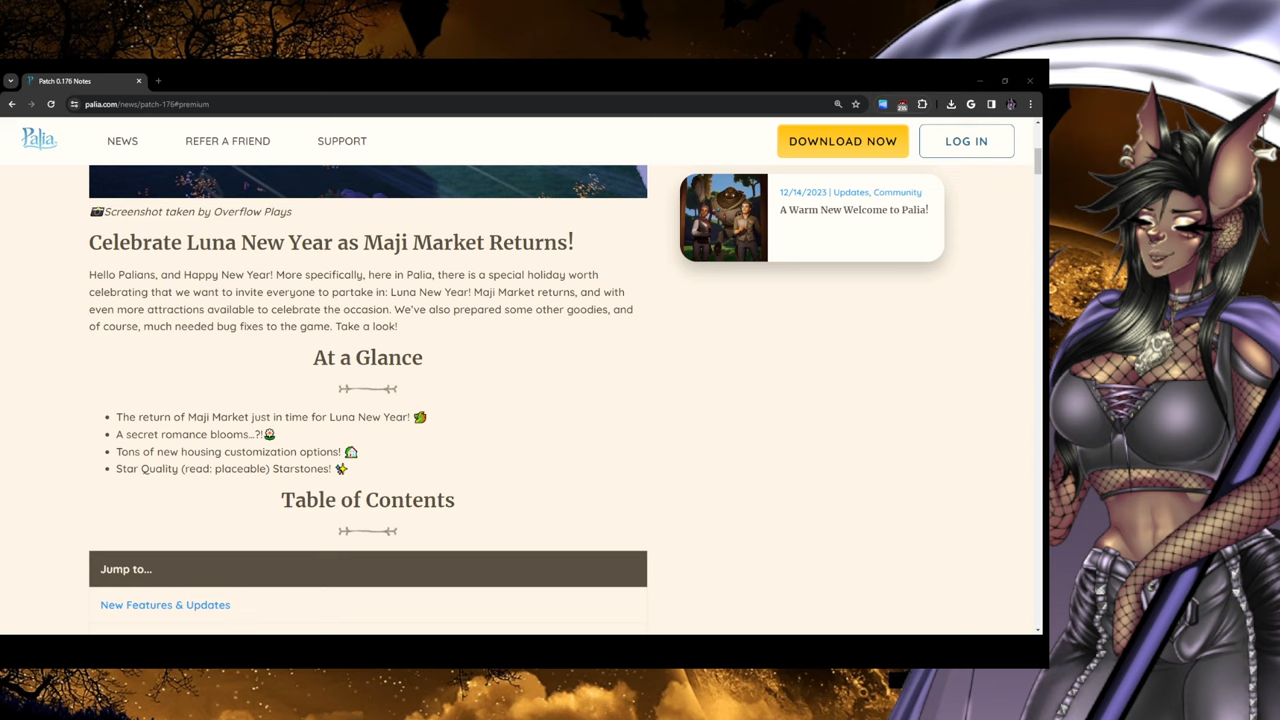 Patch 0.176 Notes
palia.com/news/patch-176#premium
235
Palia
NEWS
REFER A FRIEND
SUPPORT
DOWNLOAD NOW
LOG IN
12/14/2023 | Updates, Community
A Warm New Welcome to Palia!
📷Screenshot taken by Overflow Plays
Celebrate Luna New Year as Maji Market Returns!
Hello Palians, and Happy New Year! More specifically, here in Palia, there is a special holiday worth
celebrating that we want to invite everyone to partake in: Luna New Year! Maji Market returns, and with
even more attractions available to celebrate the occasion. We've also prepared some other goodies, and
of course, much needed bug fixes to the game. Take a look!
At a Glance
• The return of Maji Market just in time for Luna New Year! 🐲
• A secret romance blooms…?!🌷
• Tons of new housing customization options! 🏠
• Star Quality (read: placeable) Starstones! ✨
Table of Contents
Jump to...
New Features & Updates